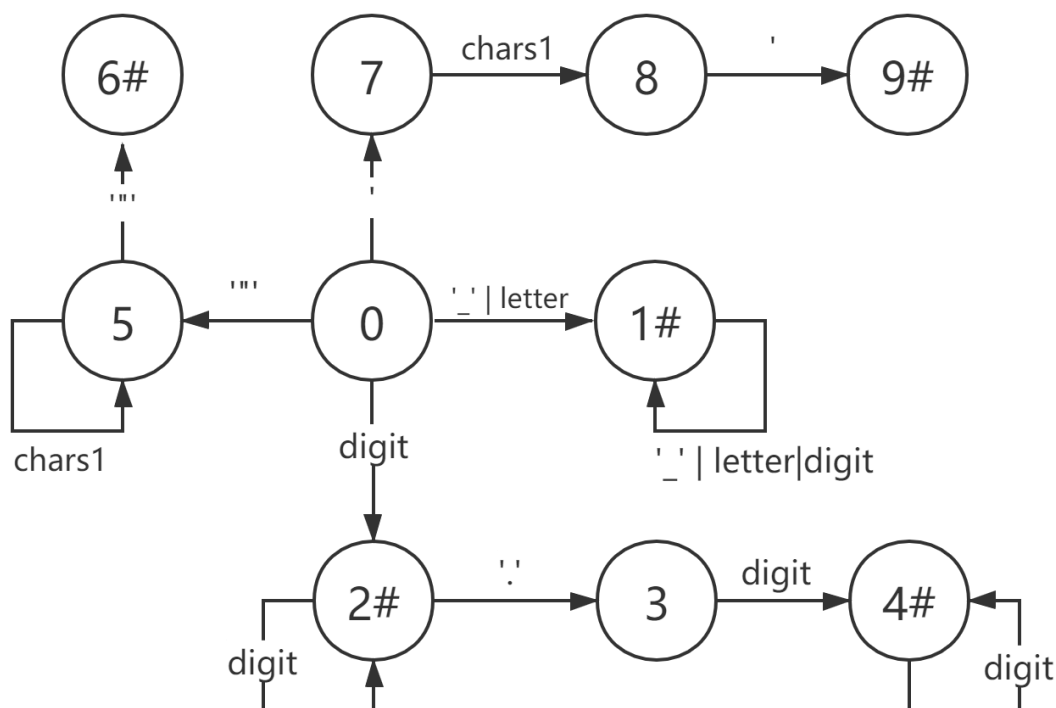 6# 7 chars1 8 ' 9#
'"' '
5 '"' 0 '_' | letter 1#
chars1 digit '_' | letter|digit
2# '.' 3 digit 4#
digit digit